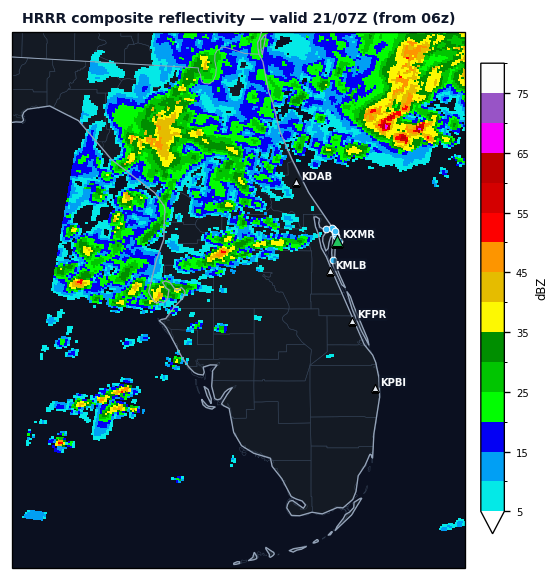 HRRR composite reflectivity — valid 21/07Z (from 06z)
KDAB
KXMR
KMLB
KFPR
KPBI
75
65
55
45
35
25
15
5
dBZ